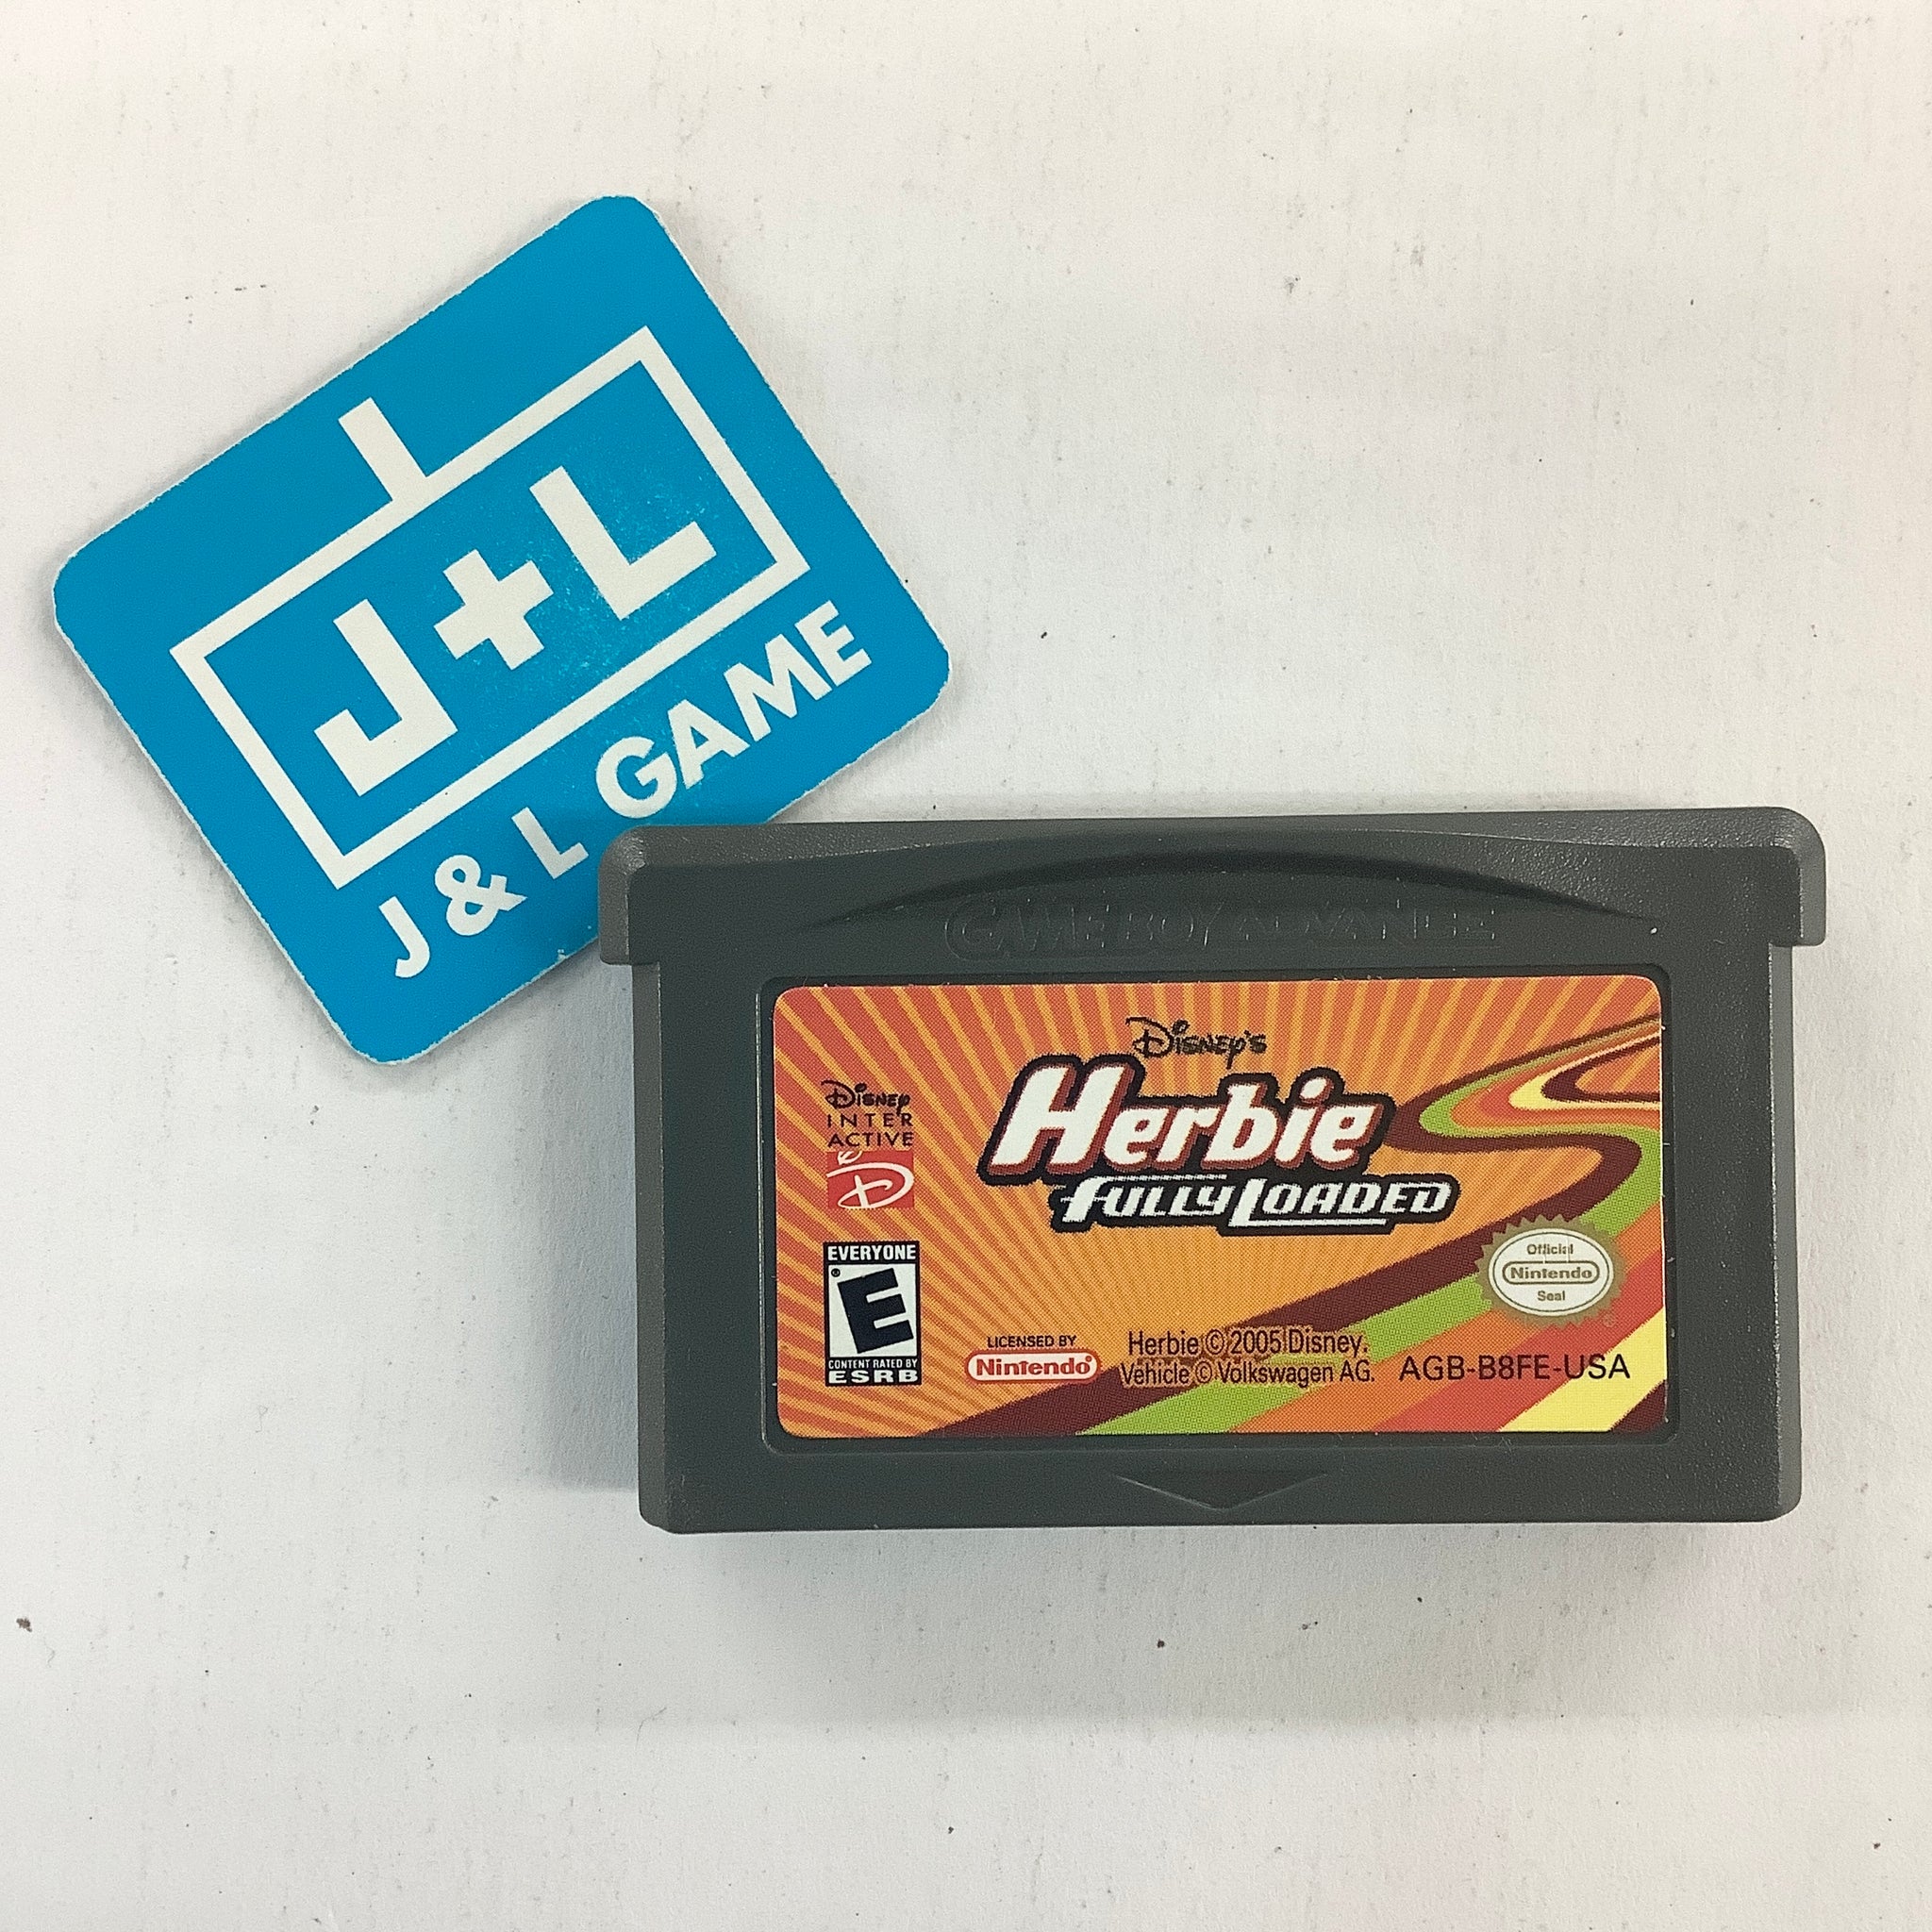 J+L
J & L GAME
GAME BOY ADVANCE
Disney's
Herbie
Fully Loaded
Disney
INTER
ACTIVE
D
EVERYONE
E
CONTENT RATED BY
ESRB
LICENSED BY
Nintendo®
Herbie © 2005 Disney.
Vehicle © Volkswagen AG.
AGB-B8FE-USA
Official
Nintendo
Seal